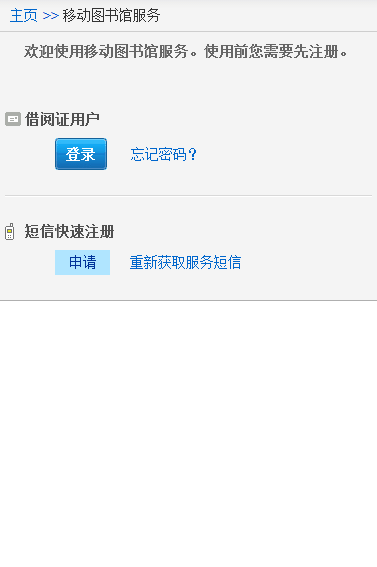 主页 >> 移动图书馆服务
欢迎使用移动图书馆服务。使用前您需要先注册。
借阅证用户
登录 忘记密码？
短信快速注册
申请 重新获取服务短信